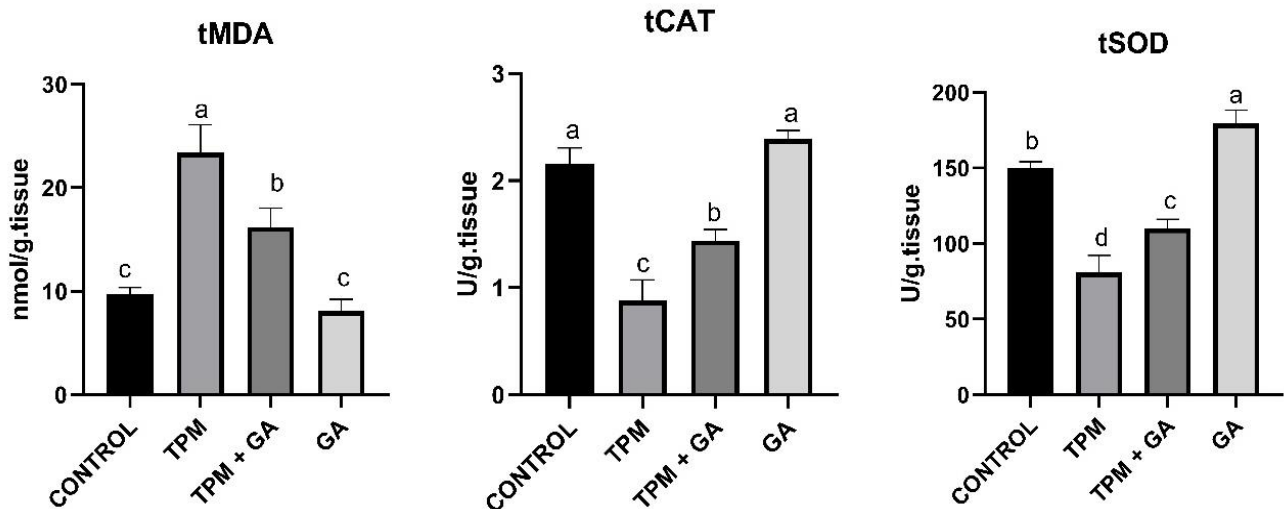 tMDA
nmol/g.tissue
30
20
10
0
c
a
b
c
CONTROL
TPM
TPM + GA
GA
tCAT
U/g.tissue
3
2
1
0
a
c
b
a
CONTROL
TPM
TPM + GA
GA
tSOD
U/g.tissue
200
150
100
50
0
b
d
c
a
CONTROL
TPM
TPM + GA
GA